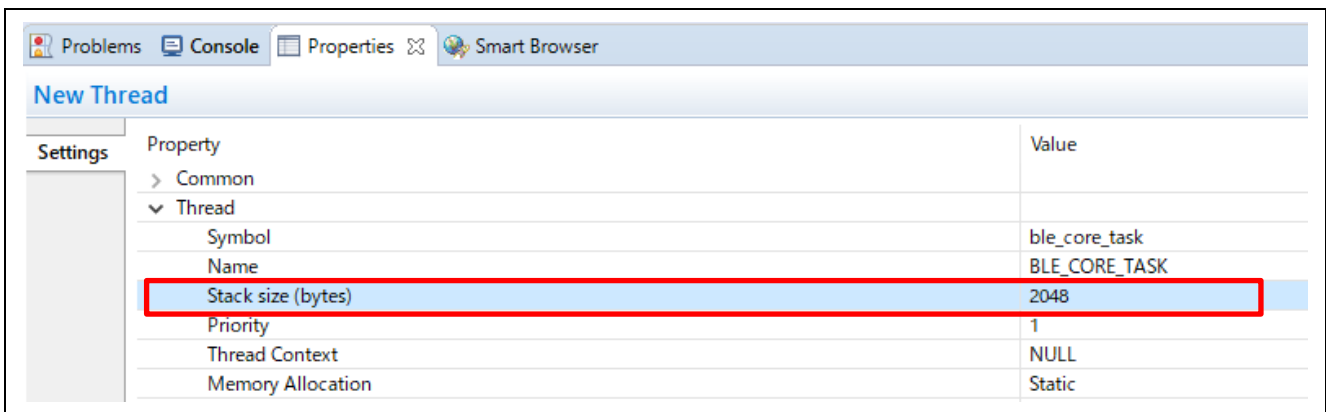 Problems Console Properties Smart Browser
New Thread
Settings Property Value
Common
Thread
Symbol ble_core_task
Name BLE_CORE_TASK
Stack size (bytes) 2048
Priority 1
Thread Context NULL
Memory Allocation Static